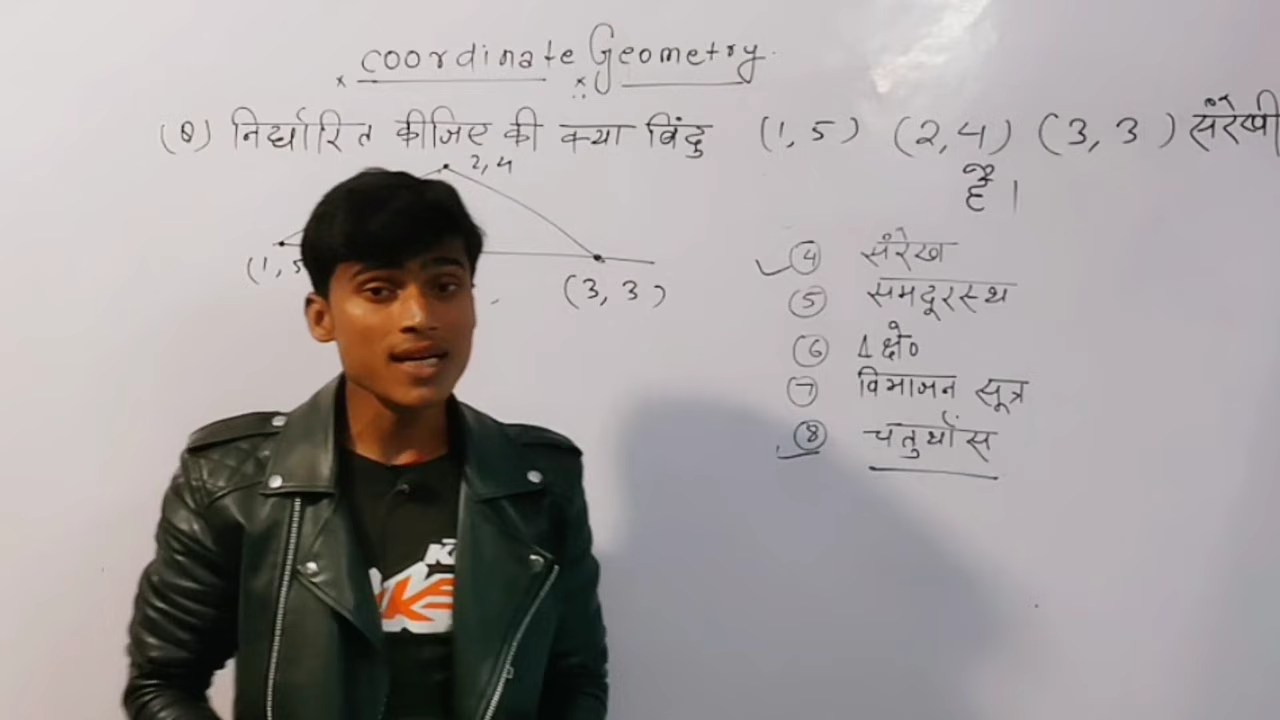 Coordinate Geometry
(Q) निर्धारित कीजिए की क्या बिंदु (1, 5) (2, 4) (3, 3) संरेखी
है।
2, 4
(1, 5
(3, 3)
4 संरेख
5 समदूरस्थ
6 Δ क्षे०
7 विभाजन सूत्र
8 चतुर्थांस